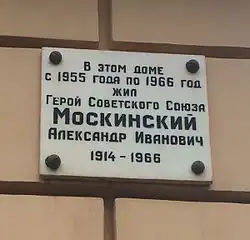 В ЭТОМ ДОМЕ
С 1955 ГОДА ПО 1966 ГОД
ЖИЛ
ГЕРОЙ СОВЕТСКОГО СОЮЗА
МОСКИНСКИЙ
АЛЕКСАНДР ИВАНОВИЧ
1914 - 1966